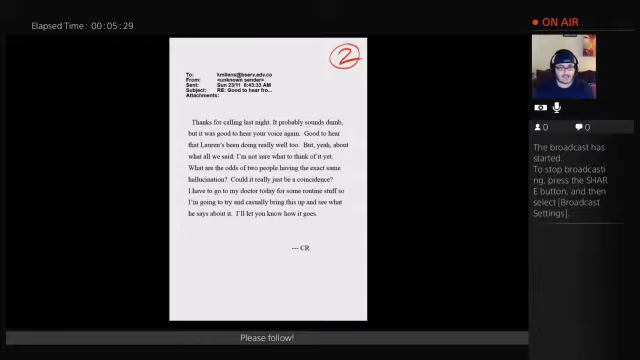 Elapsed Time : 00:05:29
ON AIR
2
To: kmllens@bserv.edv.co
From: <unknown sender>
Sent: Sun 23/11 6:43:33 AM
Subject: RE: Good to hear fro...
Attachments:
Thanks for calling last night. It probably sounds dumb,
but it was good to hear your voice again. Good to hear
that Lauren's been doing really well too. But, yeah, about
what all we said: I'm not sure what to think of it yet.
What are the odds of two people having the exact same
hallucination? Could it really just be a coincidence?
I have to go to my doctor today for some routine stuff so
I'm going to try and casually bring this up and see what
he says about it. I'll let you know how it goes.
--- CR
0
0
The broadcast has
started.
To stop broadcasti
ng, press the SHAR
E button, and then
select [Broadcast
Settings].
Please follow!